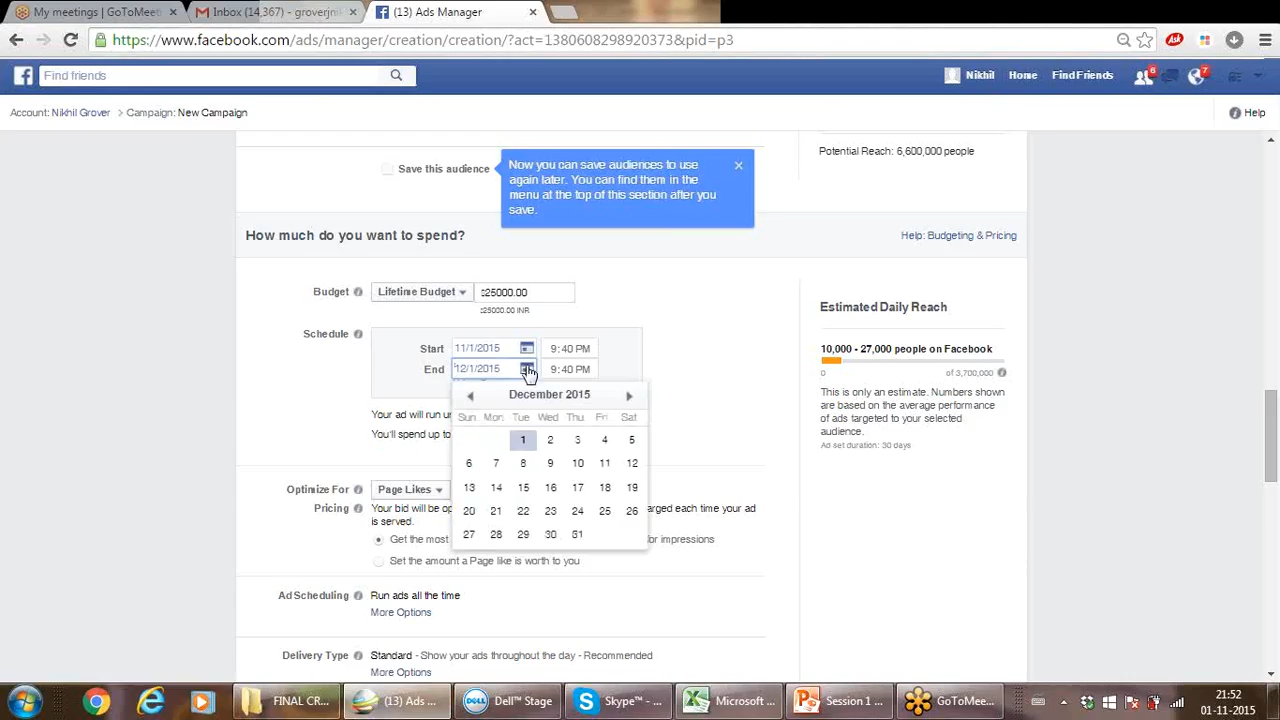 My meetings | GoToMeeti
Inbox (14,367) - groverjnik
(13) Ads Manager
https://www.facebook.com/ads/manager/creation/creation/?act=1380608298920373&pid=p3
Ask
Find friends
Nikhil
Home
Find Friends
6
7
Account: Nikhil Grover > Campaign: New Campaign
Help
Save this audience
Now you can save audiences to use
again later. You can find them in the
menu at the top of this section after you
save.
Potential Reach: 6,600,000 people
How much do you want to spend?
Help: Budgeting & Pricing
Budget
Lifetime Budget
25000.00
25000.00 INR
Schedule
Start
11/1/2015
9:40 PM
End
12/1/2015
9:40 PM
Estimated Daily Reach
10,000 - 27,000 people on Facebook
0
of 3,700,000
This is only an estimate. Numbers
shown are based on the average performance
of ads targeted to your selected
audience.
Ad set duration: 30 days
December 2015
Sun Mon Tue Wed Thu Fri Sat
1 2 3 4 5
6 7 8 9 10 11 12
13 14 15 16 17 18 19
20 21 22 23 24 25 26
27 28 29 30 31
Your ad will run un
You'll spend up to
Optimize For
Page Likes
Pricing
Your bid will be op
arged each time your ad
is served.
Get the most
for impressions
Set the amount a Page like is worth to you
Ad Scheduling
Run ads all the time
More Options
Delivery Type
Standard - Show your ads throughout the day - Recommended
More Options
FINAL CR...
(13) Ads ...
DELL
Dell™ Stage
Skype™ - ...
Microsoft ...
Session 1 ...
GoToMee...
21:52
01-11-2015